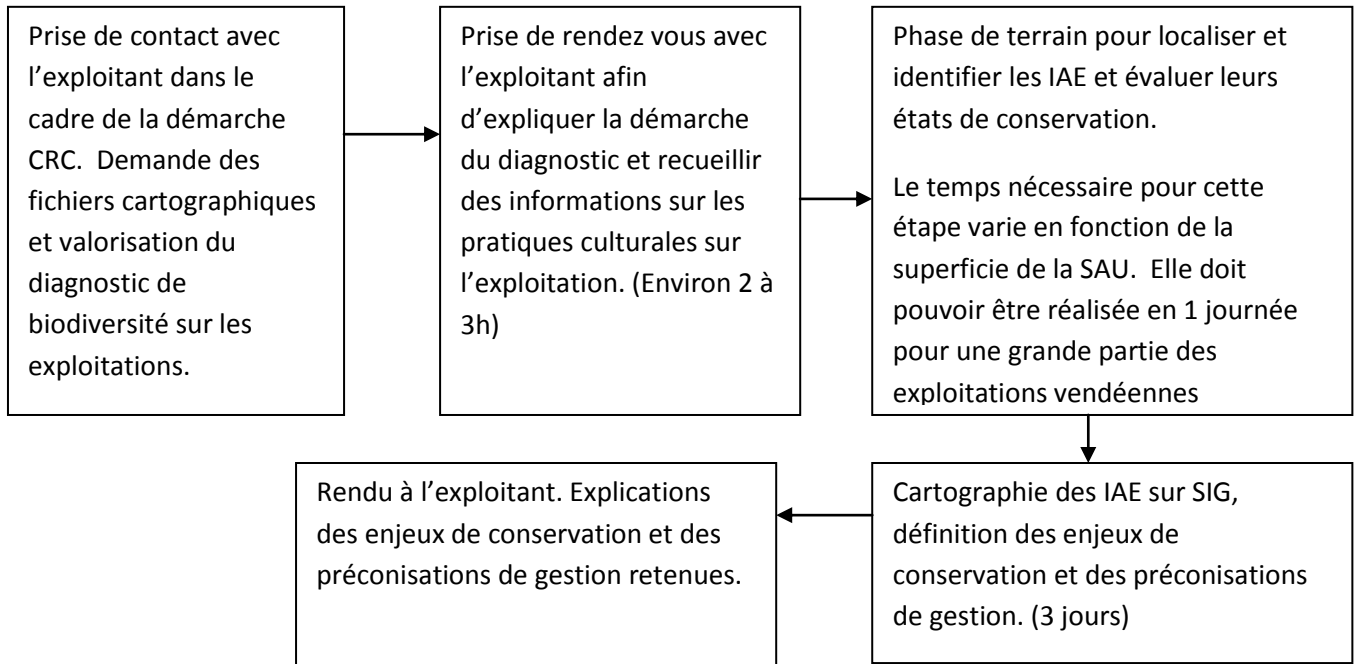 Prise de contact avec
l’exploitant dans le
cadre de la démarche
CRC.  Demande des
fichiers cartographiques
et valorisation du
diagnostic de
biodiversité sur les
exploitations.
Prise de rendez vous avec
l’exploitant afin
d’expliquer la démarche
du diagnostic et recueillir
des informations sur les
pratiques culturales sur
l’exploitation. (Environ 2 à
3h)
Phase de terrain pour localiser et
identifier les IAE et évaluer leurs
états de conservation.
Le temps nécessaire pour cette
étape varie en fonction de la
superficie de la SAU.  Elle doit
pouvoir être réalisée en 1 journée
pour une grande partie des
exploitations vendéennes
Cartographie des IAE sur SIG,
définition des enjeux de
conservation et des préconisations
de gestion. (3 jours)
Rendu à l’exploitant. Explications
des enjeux de conservation et des
préconisations de gestion retenues.